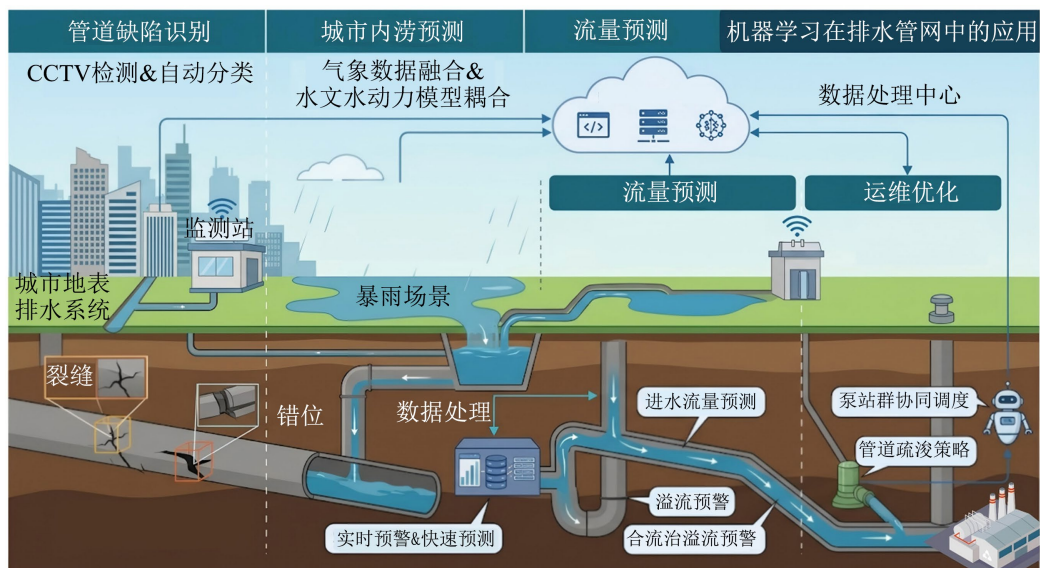 管道缺陷识别
城市内涝预测
流量预测
机器学习在排水管网中的应用
CCTV检测&自动分类
气象数据融合&
水文水动力模型耦合
数据处理中心
</>
流量预测
运维优化
监测站
城市地表
排水系统
暴雨场景
裂缝
错位
数据处理
进水流量预测
泵站群协同调度
管道疏浚策略
溢流预警
实时预警&快速预测
合流治溢流预警